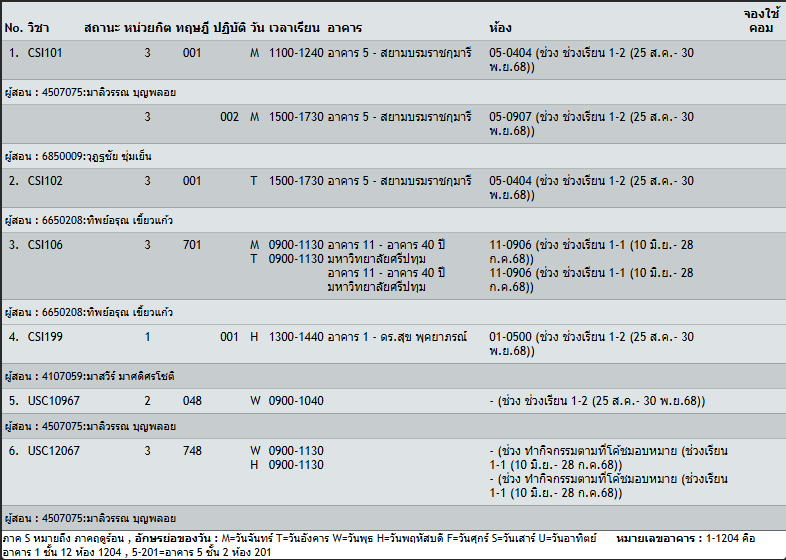 No. วิชา สถานะ หน่วยกิต ทฤษฎี ปฏิบัติ วัน เวลาเรียน อาคาร ห้อง จองใช้
คอม
1. CSI101 3 001 M 1100-1240 อาคาร 5 - สยามบรมราชกุมารี 05-0404 (ช่วง ช่วงเรียน 1-2 (25 ส.ค.- 30
พ.ย.68))
ผู้สอน : 4507075:มาลิวรรณ บุญพลอย
3 002 M 1500-1730 อาคาร 5 - สยามบรมราชกุมารี 05-0907 (ช่วง ช่วงเรียน 1-2 (25 ส.ค.- 30
พ.ย.68))
ผู้สอน : 6850009:วุฎฐชัย ชุ่มเย็น
2. CSI102 3 001 T 1500-1730 อาคาร 5 - สยามบรมราชกุมารี 05-0404 (ช่วง ช่วงเรียน 1-2 (25 ส.ค.- 30
พ.ย.68))
ผู้สอน : 6650208:ทิพย์อรุณ เขี้ยวแก้ว
3. CSI106 3 701 M 0900-1130 อาคาร 11 - อาคาร 40 ปี 11-0906 (ช่วง ช่วงเรียน 1-1 (10 มิ.ย.- 28
T 0900-1130 มหาวิทยาลัยศรีปทุม ก.ค.68))
อาคาร 11 - อาคาร 40 ปี 11-0906 (ช่วง ช่วงเรียน 1-1 (10 มิ.ย.- 28
มหาวิทยาลัยศรีปทุม ก.ค.68))
ผู้สอน : 6650208:ทิพย์อรุณ เขี้ยวแก้ว
4. CSI199 1 001 H 1300-1440 อาคาร 1 - ดร.สุข พุคยาภรณ์ 01-0500 (ช่วง ช่วงเรียน 1-2 (25 ส.ค.- 30
พ.ย.68))
ผู้สอน : 4107059:มาสวีร์ มาศดิศรโชติ
5. USC10967 2 048 W 0900-1040 - (ช่วง ช่วงเรียน 1-2 (25 ส.ค.- 30 พ.ย.68))
ผู้สอน : 4507075:มาลิวรรณ บุญพลอย
6. USC12067 3 748 W 0900-1130 - (ช่วง ทำกิจกรรมตามที่โค้ชมอบหมาย (ช่วงเรียน
H 0900-1130 1-1 (10 มิ.ย.- 28 ก.ค.68))
- (ช่วง ทำกิจกรรมตามที่โค้ชมอบหมาย (ช่วงเรียน
1-1 (10 มิ.ย.- 28 ก.ค.68))
ผู้สอน : 4507075:มาลิวรรณ บุญพลอย
ภาค S หมายถึง ภาคฤดูร้อน , อักษรย่อของวัน : M=วันจันทร์ T=วันอังคาร W=วันพุธ H=วันพฤหัสบดี F=วันศุกร์ S=วันเสาร์ U=วันอาทิตย์ หมายเลขอาคาร : 1-1204 คือ
อาคาร 1 ชั้น 12 ห้อง 1204 , 5-201=อาคาร 5 ชั้น 2 ห้อง 201